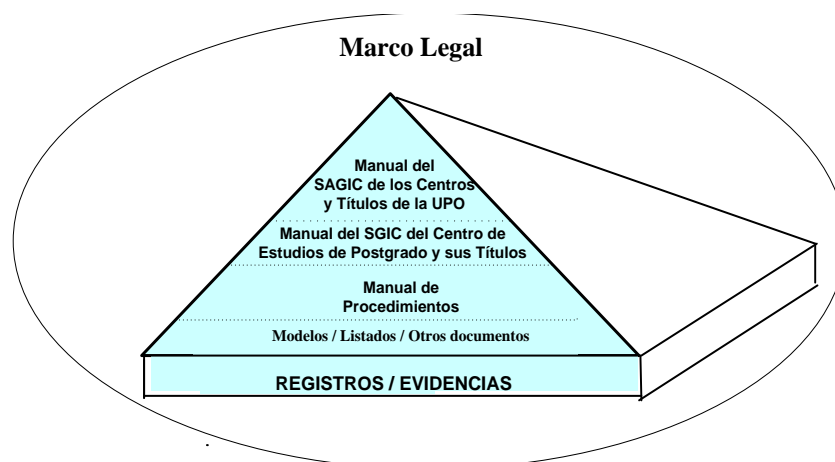 Marco Legal
Manual del
SAGIC de los Centros
y Títulos de la UPO
Manual del SGIC del Centro de
Estudios de Postgrado y sus Títulos
Manual de
Procedimientos
Modelos / Listados / Otros documentos
REGISTROS / EVIDENCIAS